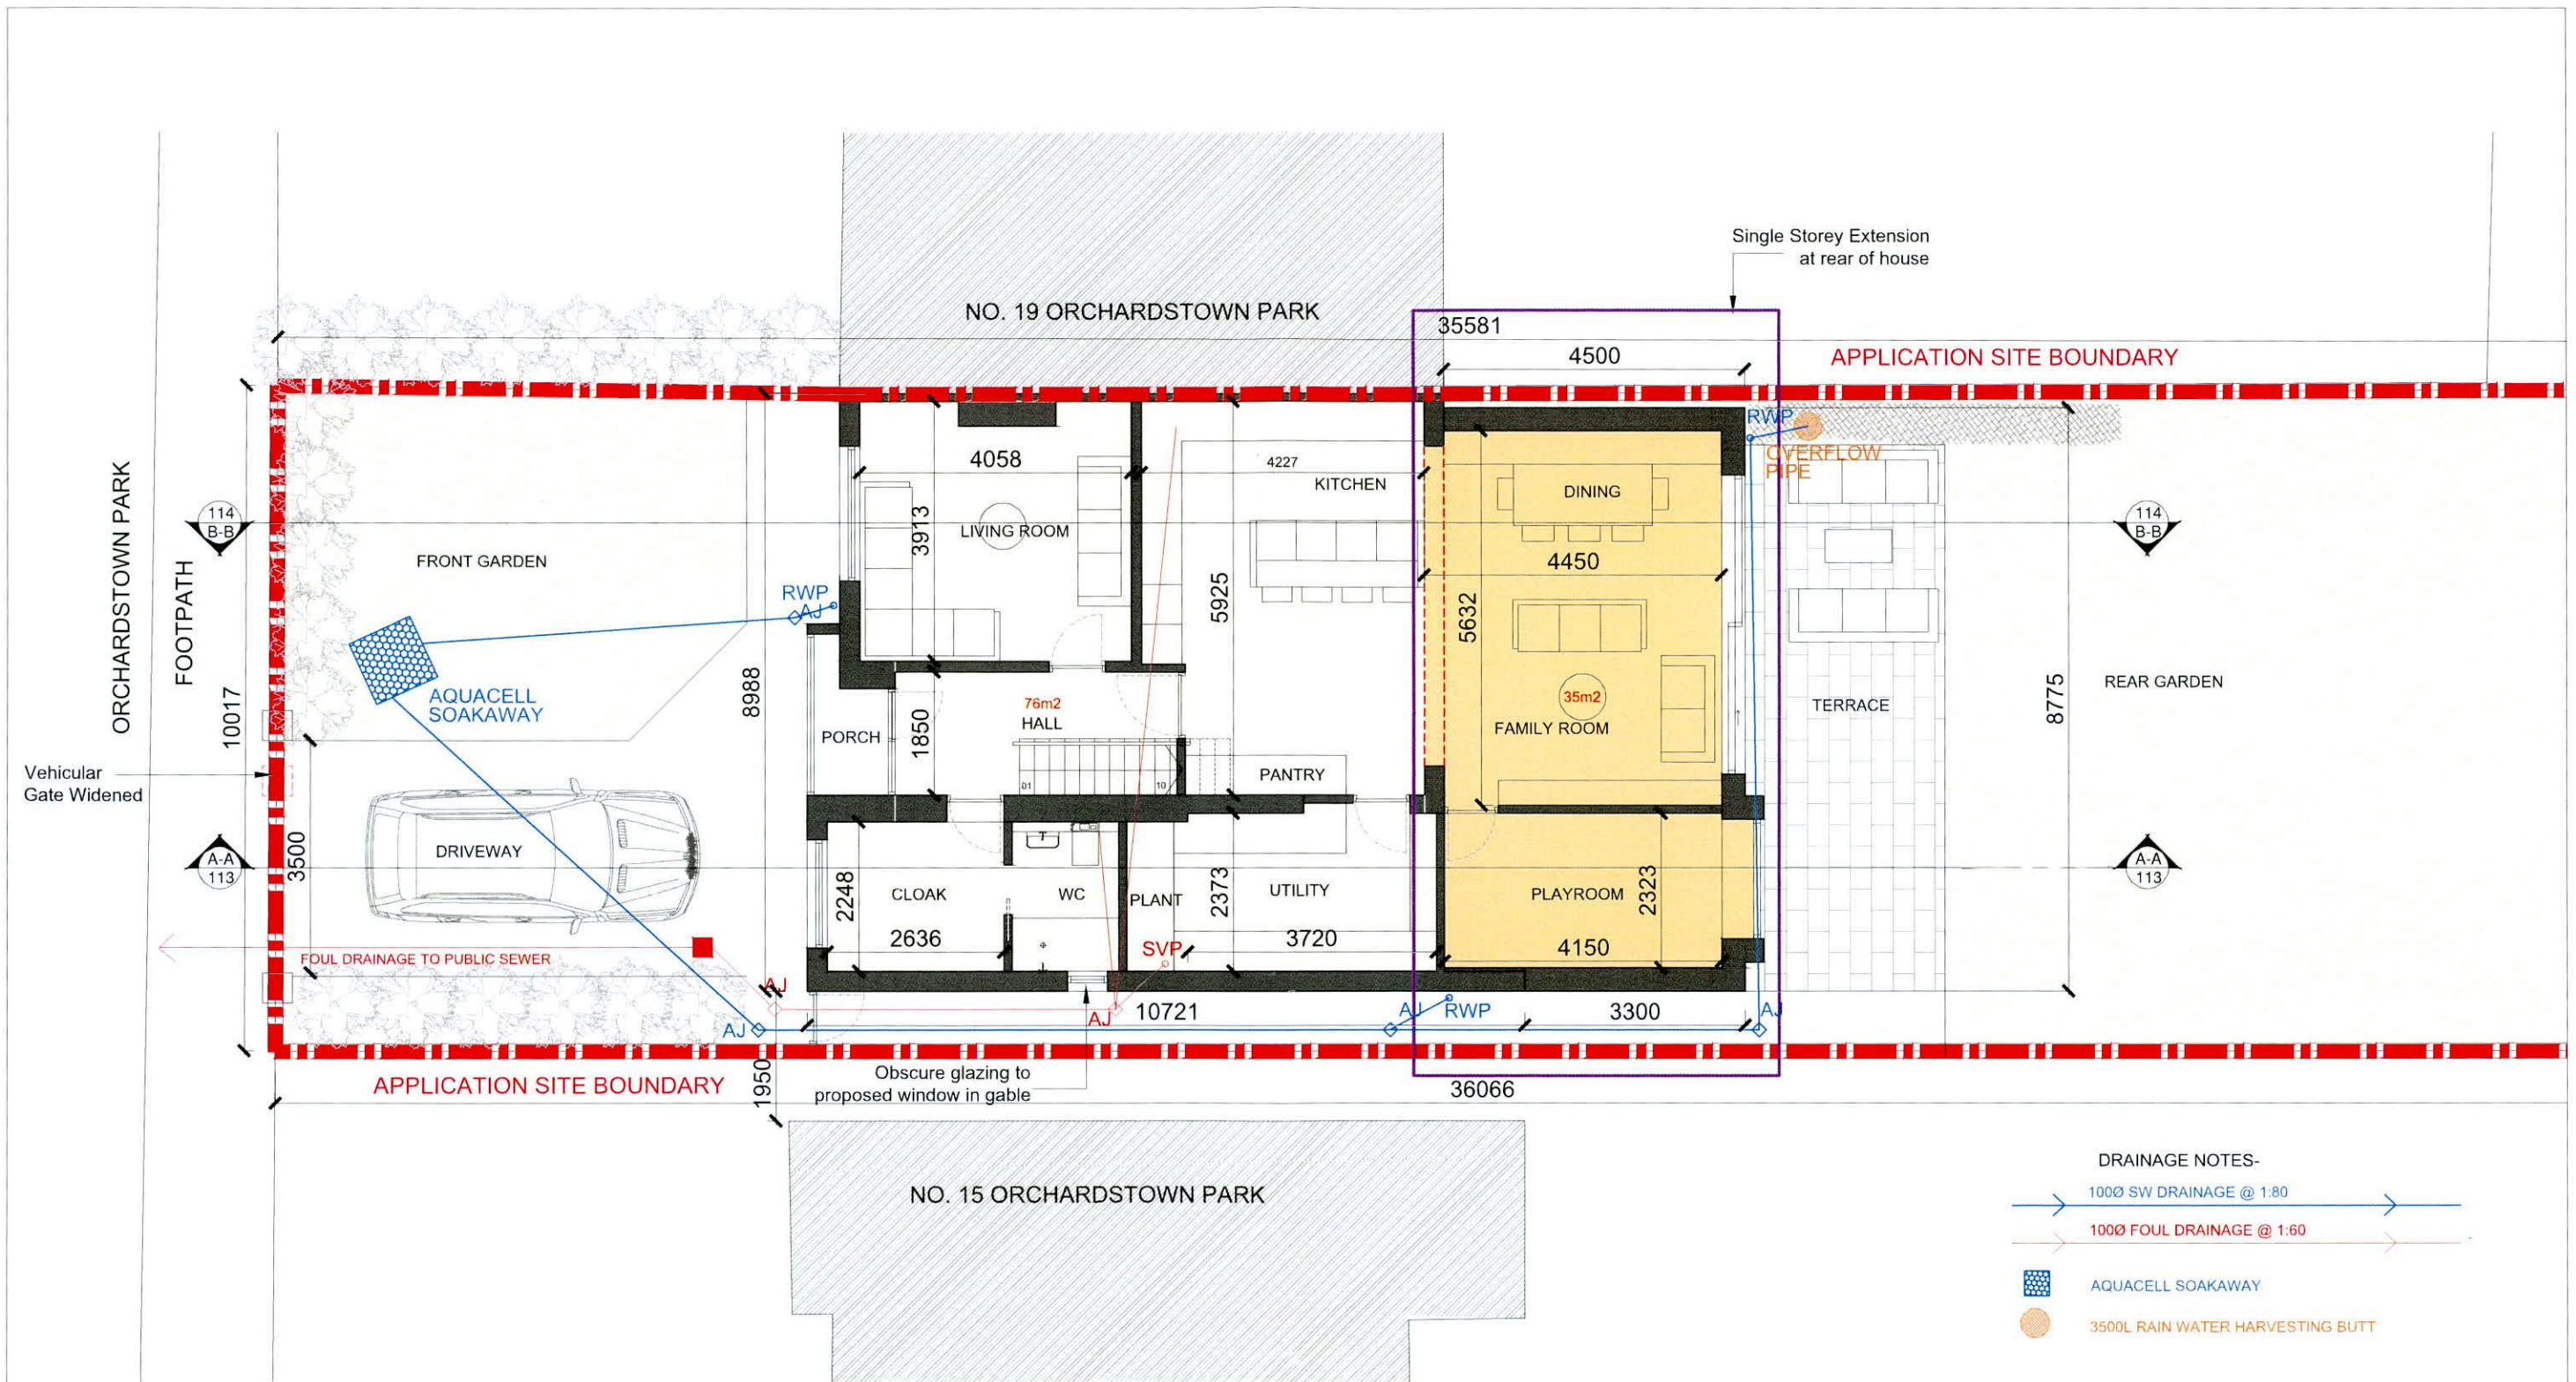 Single Storey Extension
at rear of house
NO. 19 ORCHARDSTOWN PARK
35581
4500
APPLICATION SITE BOUNDARY
RWP
OVERFLOW
PIPE
4058
4227
KITCHEN
DINING
114
B-B
114
B-B
3913
LIVING ROOM
FRONT GARDEN
4450
ORCHARDSTOWN PARK
FOOTPATH
RWP
AJ
5925
5632
AQUACELL
SOAKAWAY
10017
8988
76m2
HALL
35m2
FAMILY ROOM
TERRACE
8775
REAR GARDEN
PORCH
1850
01
10
PANTRY
Vehicular
Gate Widened
3500
DRIVEWAY
A-A
113
A-A
113
2248
CLOAK
WC
PLANT
2373
UTILITY
PLAYROOM
2323
2636
3720
4150
SVP
FOUL DRAINAGE TO PUBLIC SEWER
AJ
AJ
AJ
10721
AJ
RWP
3300
AJ
APPLICATION SITE BOUNDARY
1950
Obscure glazing to
proposed window in gable
36066
NO. 15 ORCHARDSTOWN PARK
DRAINAGE NOTES-
100Ø SW DRAINAGE @ 1:80
100Ø FOUL DRAINAGE @ 1:60
AQUACELL SOAKAWAY
3500L RAIN WATER HARVESTING BUTT